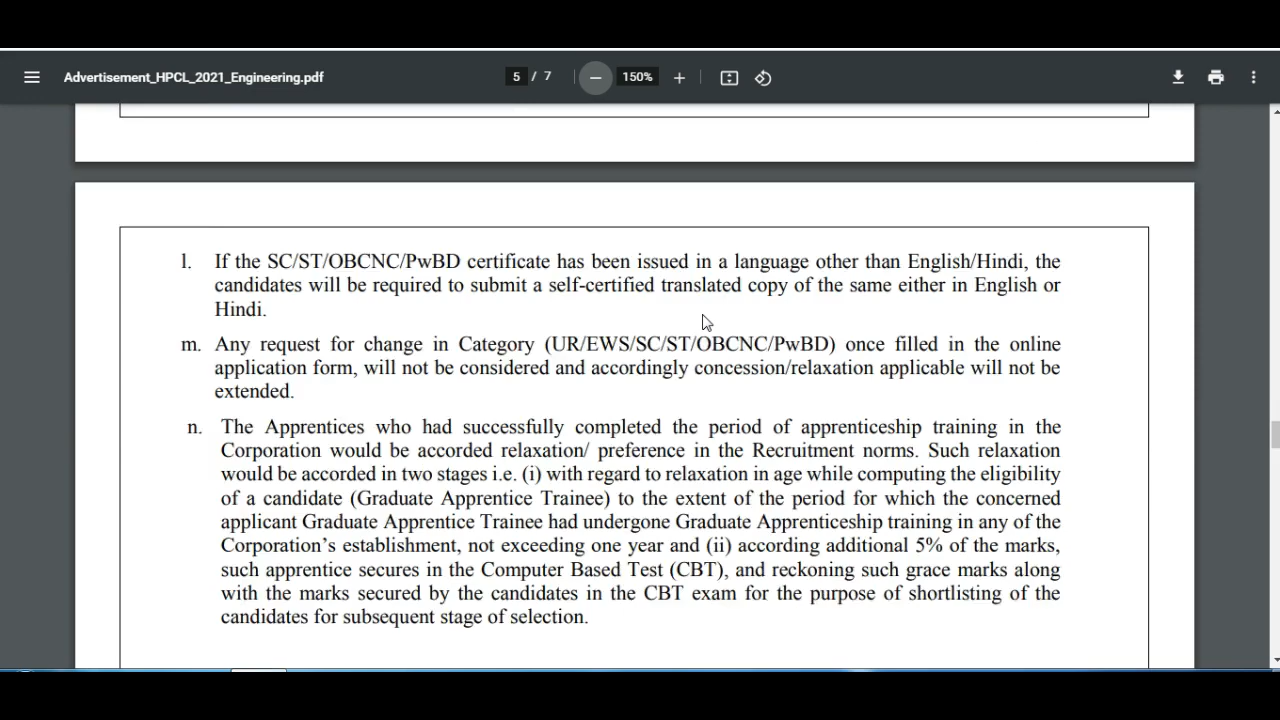 Advertisement_HPCL_2021_Engineering.pdf 5 / 7 150%
l. If the SC/ST/OBCNC/PwBD certificate has been issued in a language other than English/Hindi, the
candidates will be required to submit a self-certified translated copy of the same either in English or
Hindi.
m. Any request for change in Category (UR/EWS/SC/ST/OBCNC/PwBD) once filled in the online
application form, will not be considered and accordingly concession/relaxation applicable will not be
extended.
n. The Apprentices who had successfully completed the period of apprenticeship training in the
Corporation would be accorded relaxation/ preference in the Recruitment norms. Such relaxation
would be accorded in two stages i.e. (i) with regard to relaxation in age while computing the eligibility
of a candidate (Graduate Apprentice Trainee) to the extent of the period for which the concerned
applicant Graduate Apprentice Trainee had undergone Graduate Apprenticeship training in any of the
Corporation’s establishment, not exceeding one year and (ii) according additional 5% of the marks,
such apprentice secures in the Computer Based Test (CBT), and reckoning such grace marks along
with the marks secured by the candidates in the CBT exam for the purpose of shortlisting of the
candidates for subsequent stage of selection.